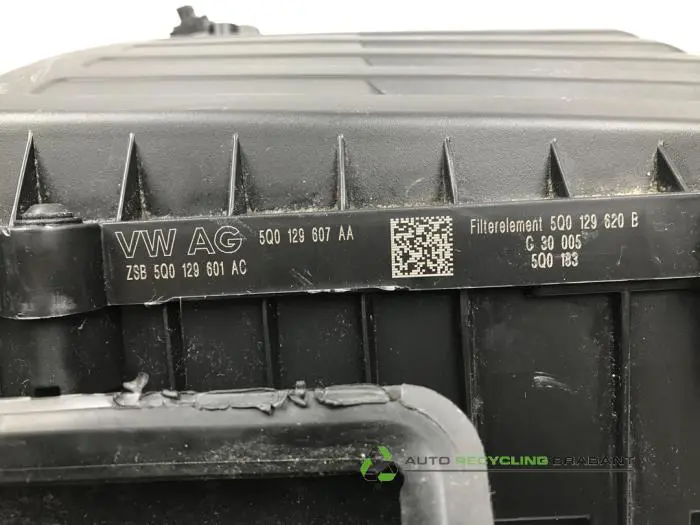 VW AG 5Q0 129 607 AA
ZSB 5Q0 129 601 AC
Filterelement 5Q0 129 620 B
C 30 005
5Q0 183
AUTO RECYCLING BRABANT